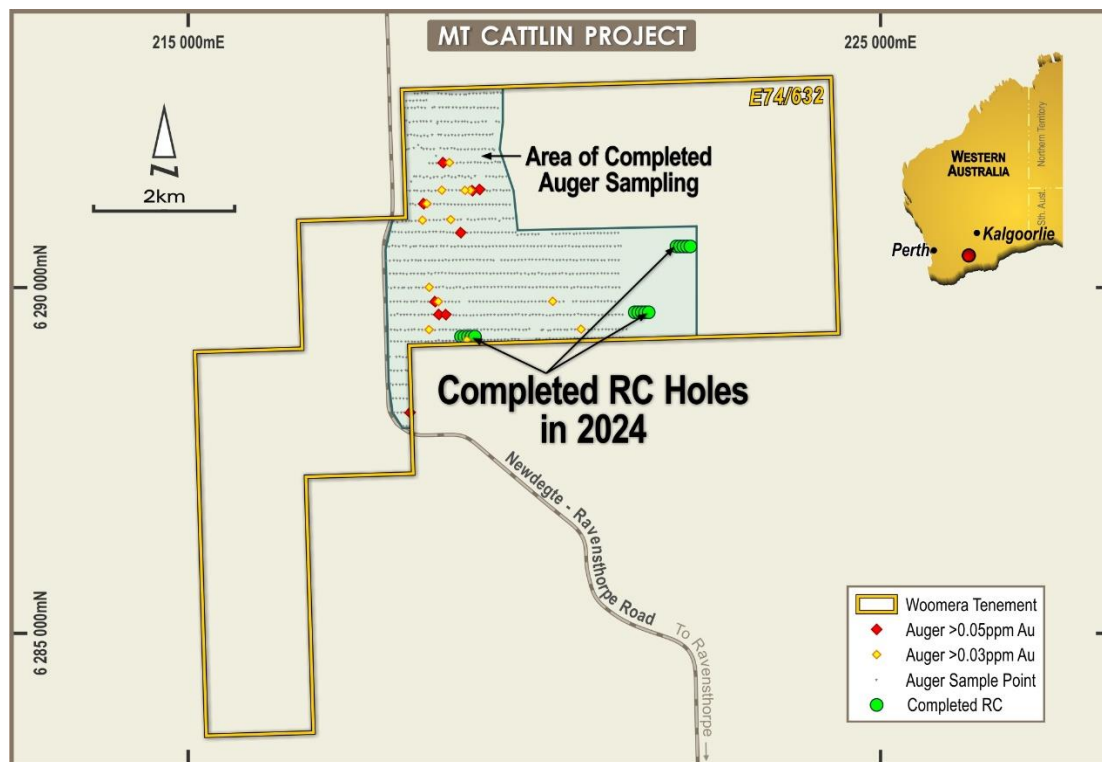 MT CATTLIN PROJECT
215 000mE
225 000mE
E74/632
N
2km
Area of Completed
Auger Sampling
WESTERN
AUSTRALIA
Northern Territory
Sth. Aust.
Perth
Kalgoorlie
6 290 000mN
Completed RC Holes
in 2024
Newdegte - Ravensthorpe Road
To Ravensthorpe
6 285 000mN
Woomera Tenement
Auger >0.05ppm Au
Auger >0.03ppm Au
Auger Sample Point
Completed RC